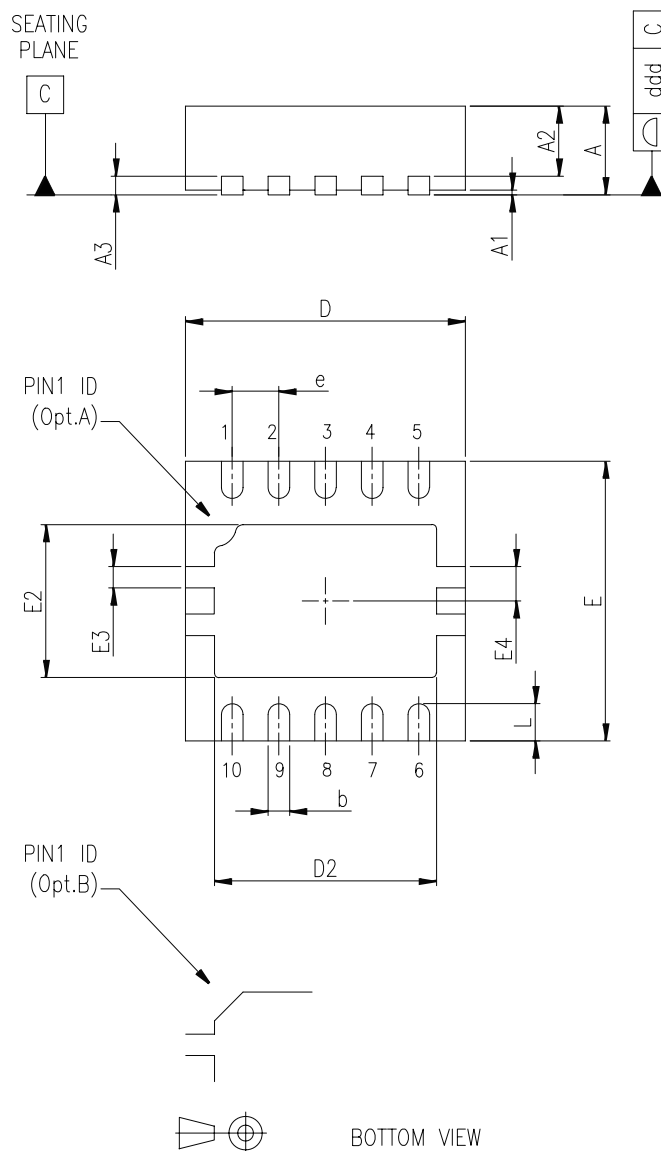 SEATING
PLANE
C
C
ddd
A2
A
A3
A1
D
PIN1 ID
(Opt.A)
e
1 2 3 4 5
E2
E3
E4
E
L
10 9 8 7 6
b
D2
PIN1 ID
(Opt.B)
BOTTOM VIEW